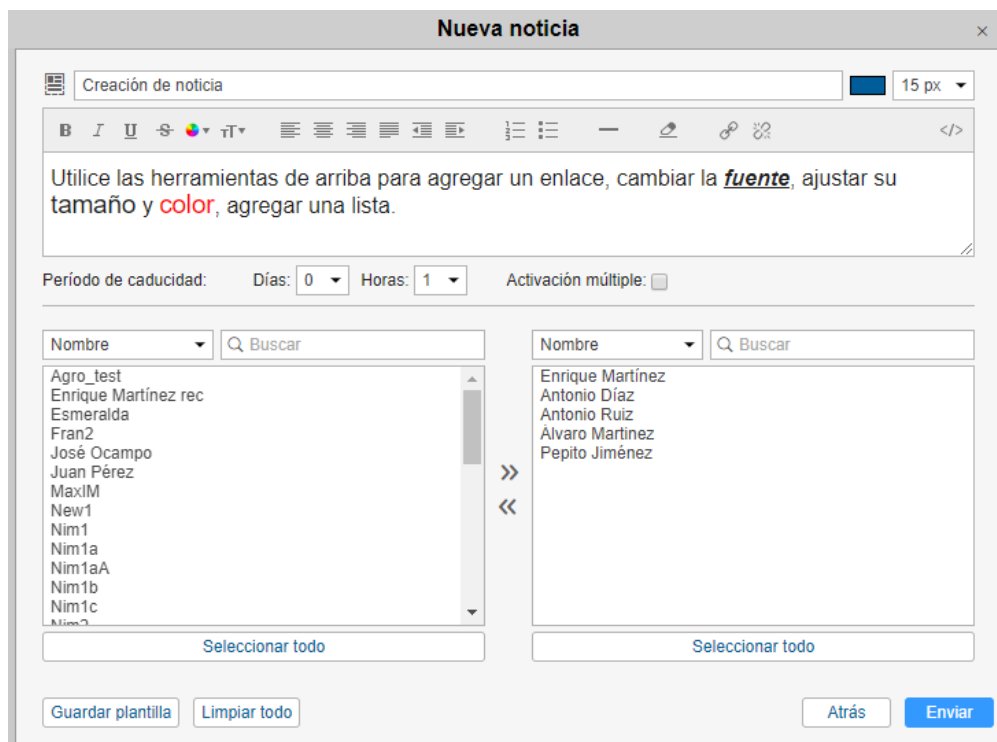 Nueva noticia ×
Creación de noticia 15 px
B I U S тT </>
Utilice las herramientas de arriba para agregar un enlace, cambiar la fuente, ajustar su
tamaño y color, agregar una lista.
Período de caducidad: Días: 0 Horas: 1 Activación múltiple:
Nombre Buscar
Agro_test
Enrique Martínez rec
Esmeralda
Fran2
José Ocampo
Juan Pérez
MaxIM
New1
Nim1
Nim1a
Nim1aA
Nim1b
Nim1c
Nim2
Seleccionar todo
Nombre Buscar
Enrique Martínez
Antonio Díaz
Antonio Ruiz
Álvaro Martinez
Pepito Jiménez
Seleccionar todo
Guardar plantilla Limpiar todo Atrás Enviar